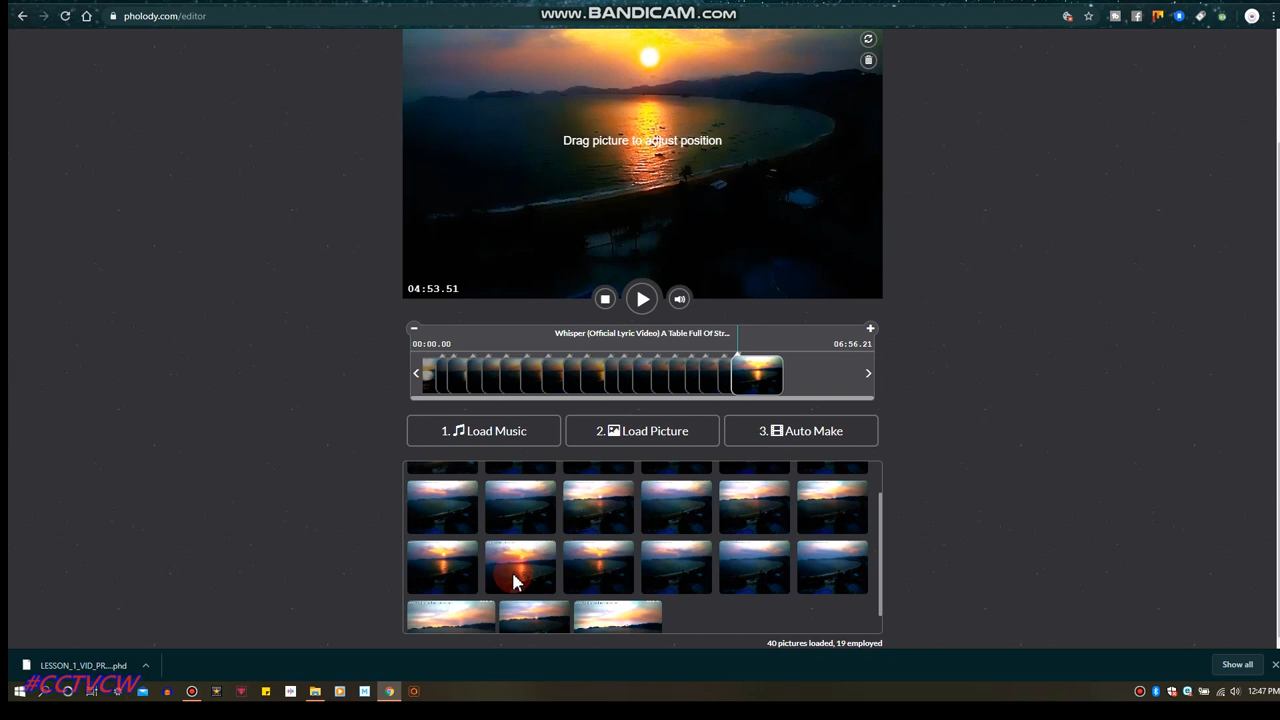 www.BANDICAM.com
pholody.com/editor
Drag picture to adjust position
04:53.51
Whisper (Official Lyric Video) A Table Full Of Str...
00:00.00
06:56.21
1. Load Music
2. Load Picture
3. Auto Make
40 pictures loaded, 19 employed
LESSON_1_VID_PR....phd
Show all
#CCTVCW
12:47 PM